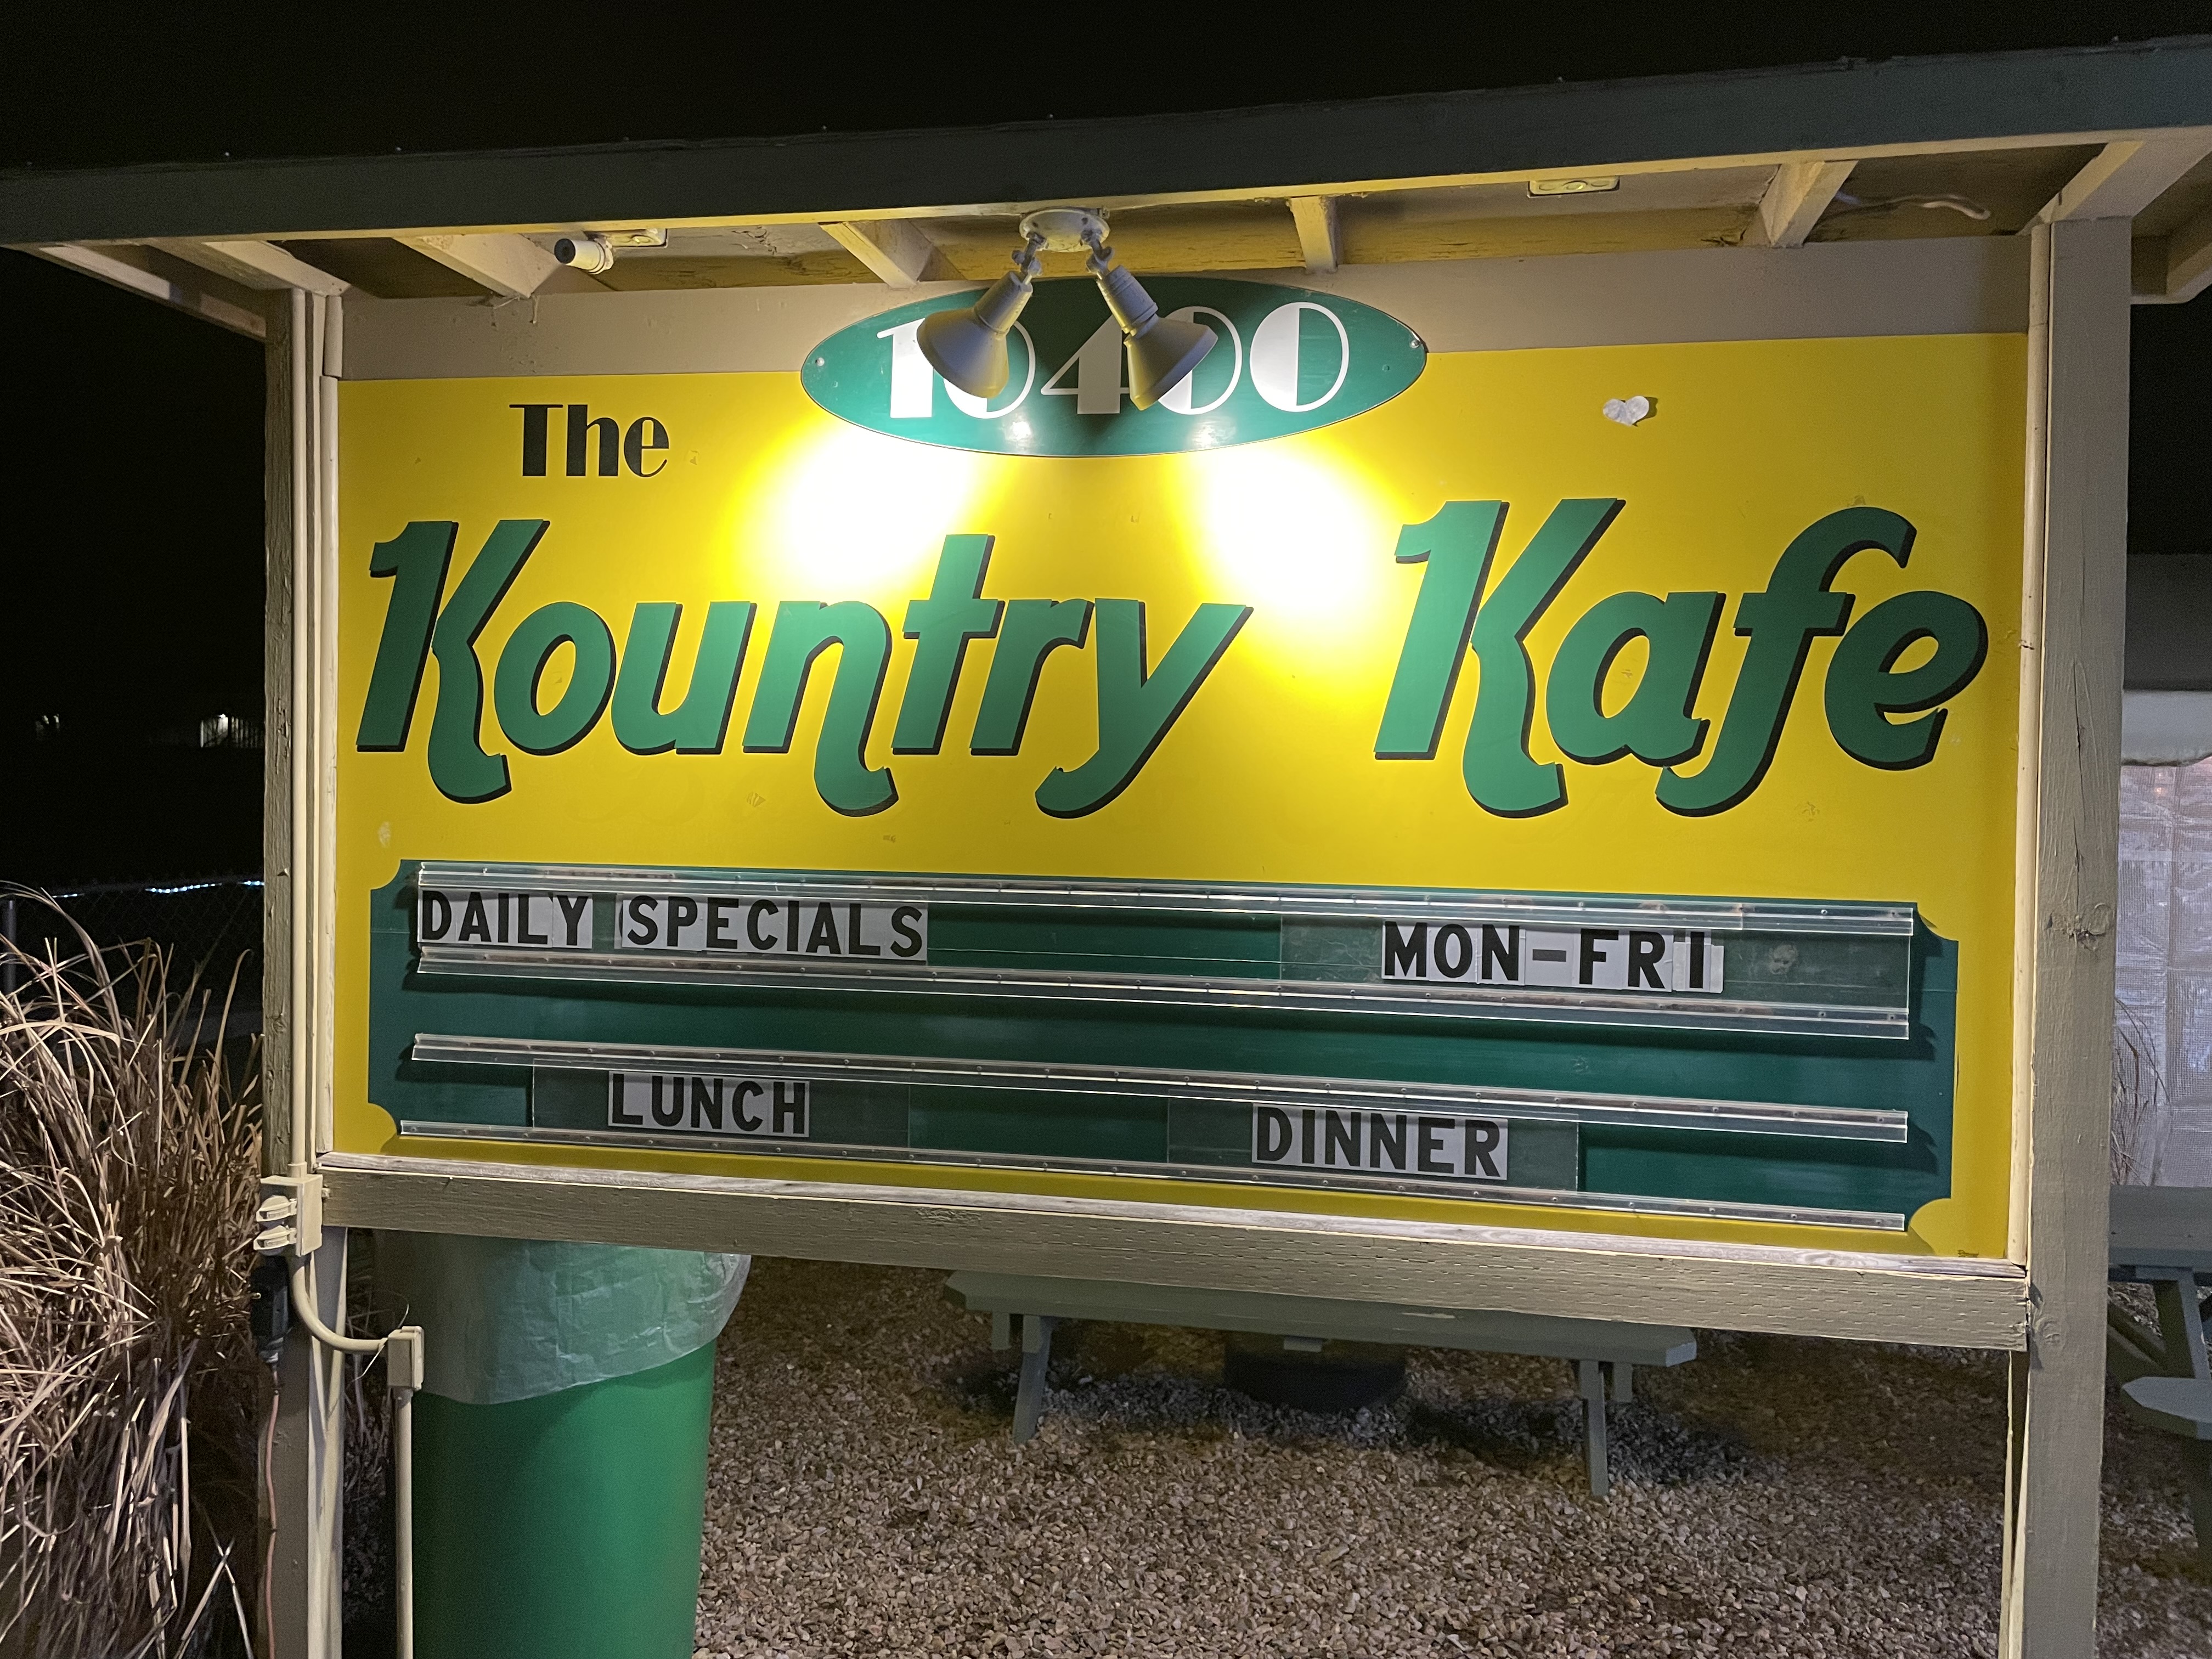 10400
The
Kountry Kafe
DAILY SPECIALS MON-FRI
LUNCH DINNER